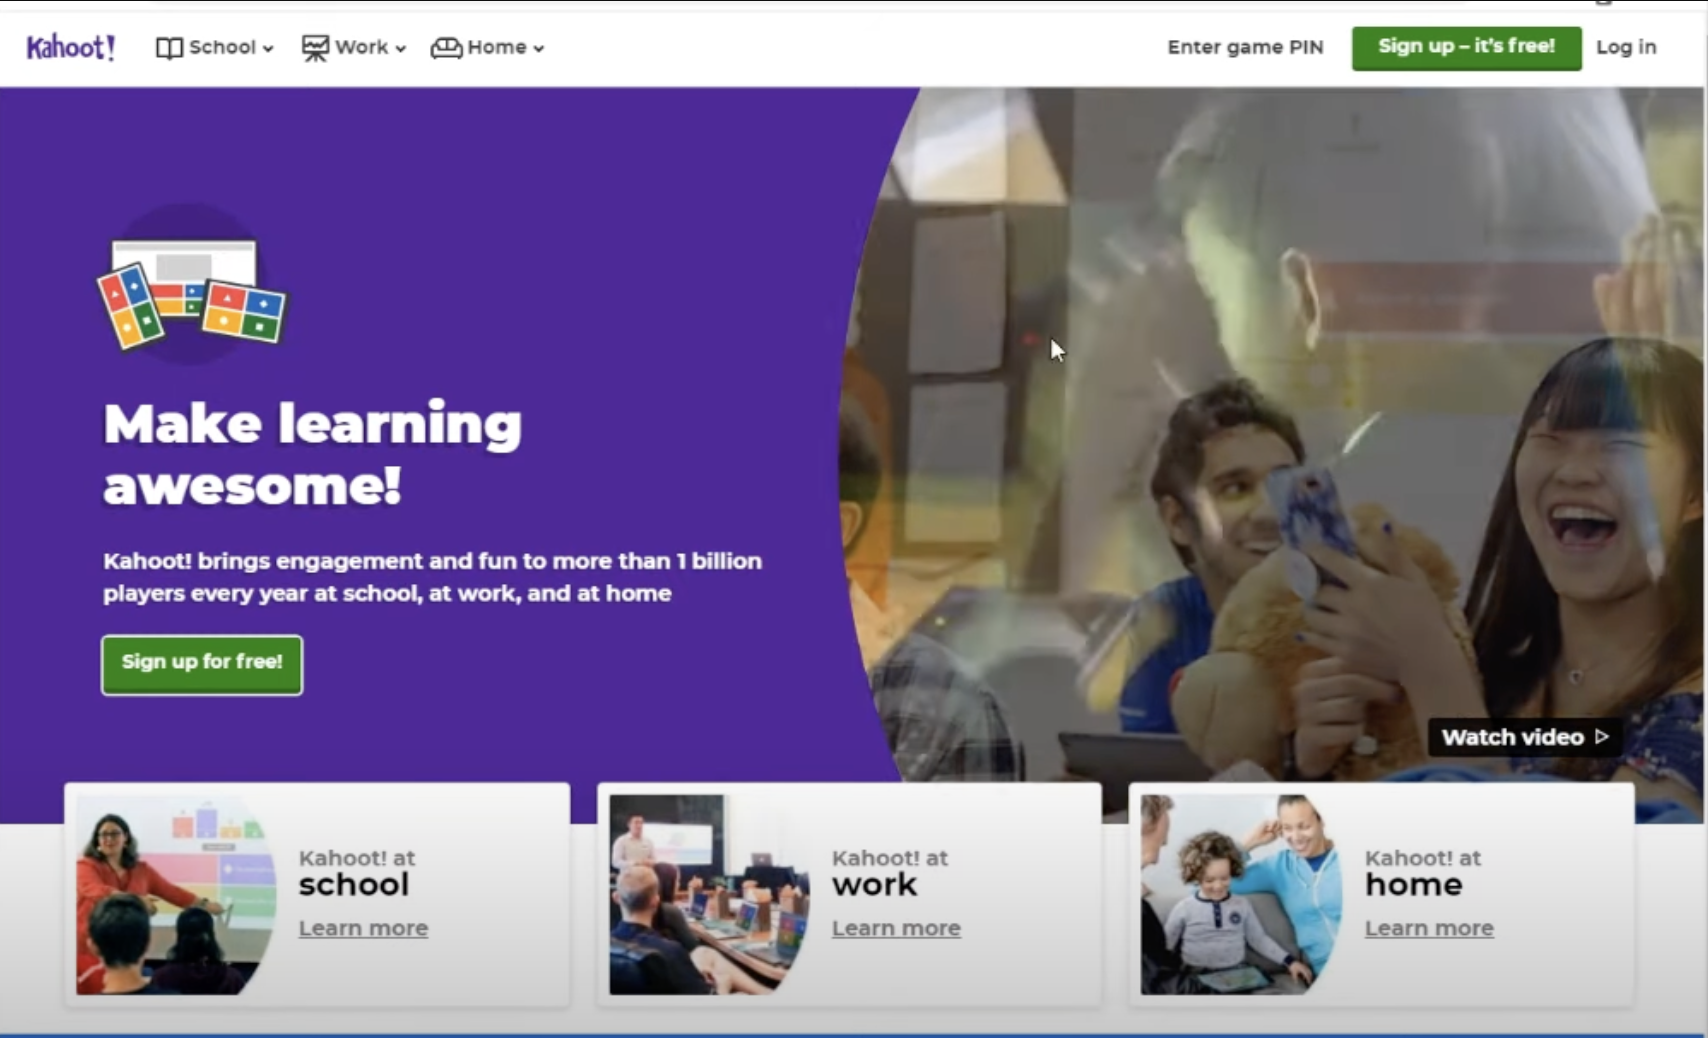 Kahoot!
School
Work
Home
Enter game PIN
Sign up – it's free!
Log in
Make learning
awesome!
Kahoot! brings engagement and fun to more than 1 billion
players every year at school, at work, and at home
Sign up for free!
Watch video
Kahoot! at
school
Learn more
Kahoot! at
work
Learn more
Kahoot! at
home
Learn more